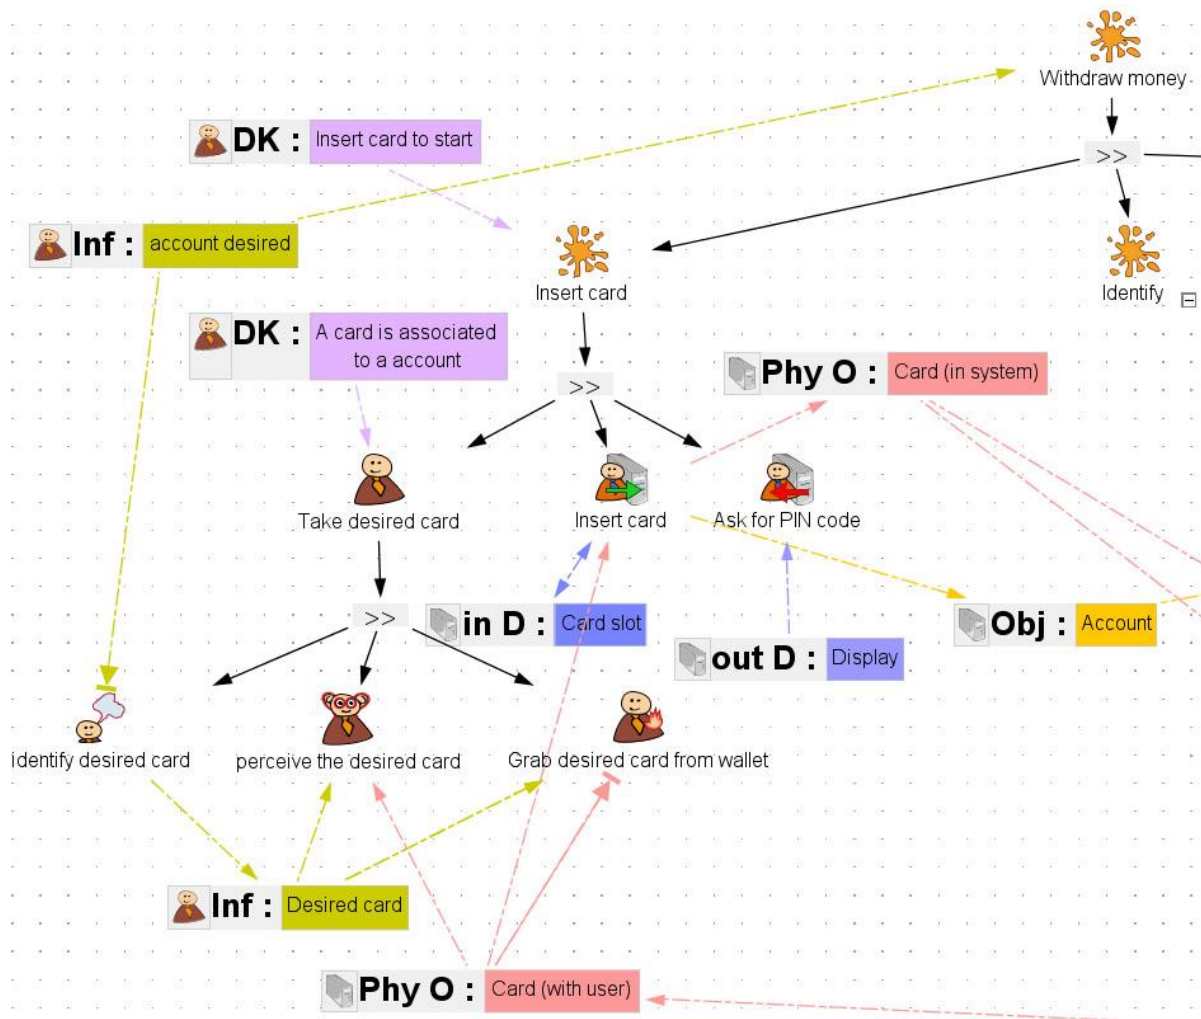 Withdraw money
>>
DK : Insert card to start
Inf : account desired
Insert card
Identify
DK : A card is associated
to a account
>>
Phy O : Card (in system)
Take desired card
Insert card
Ask for PIN code
>>
in D : Card slot
out D : Display
Obj : Account
identify desired card
perceive the desired card
Grab desired card from wallet
Inf : Desired card
Phy O : Card (with user)